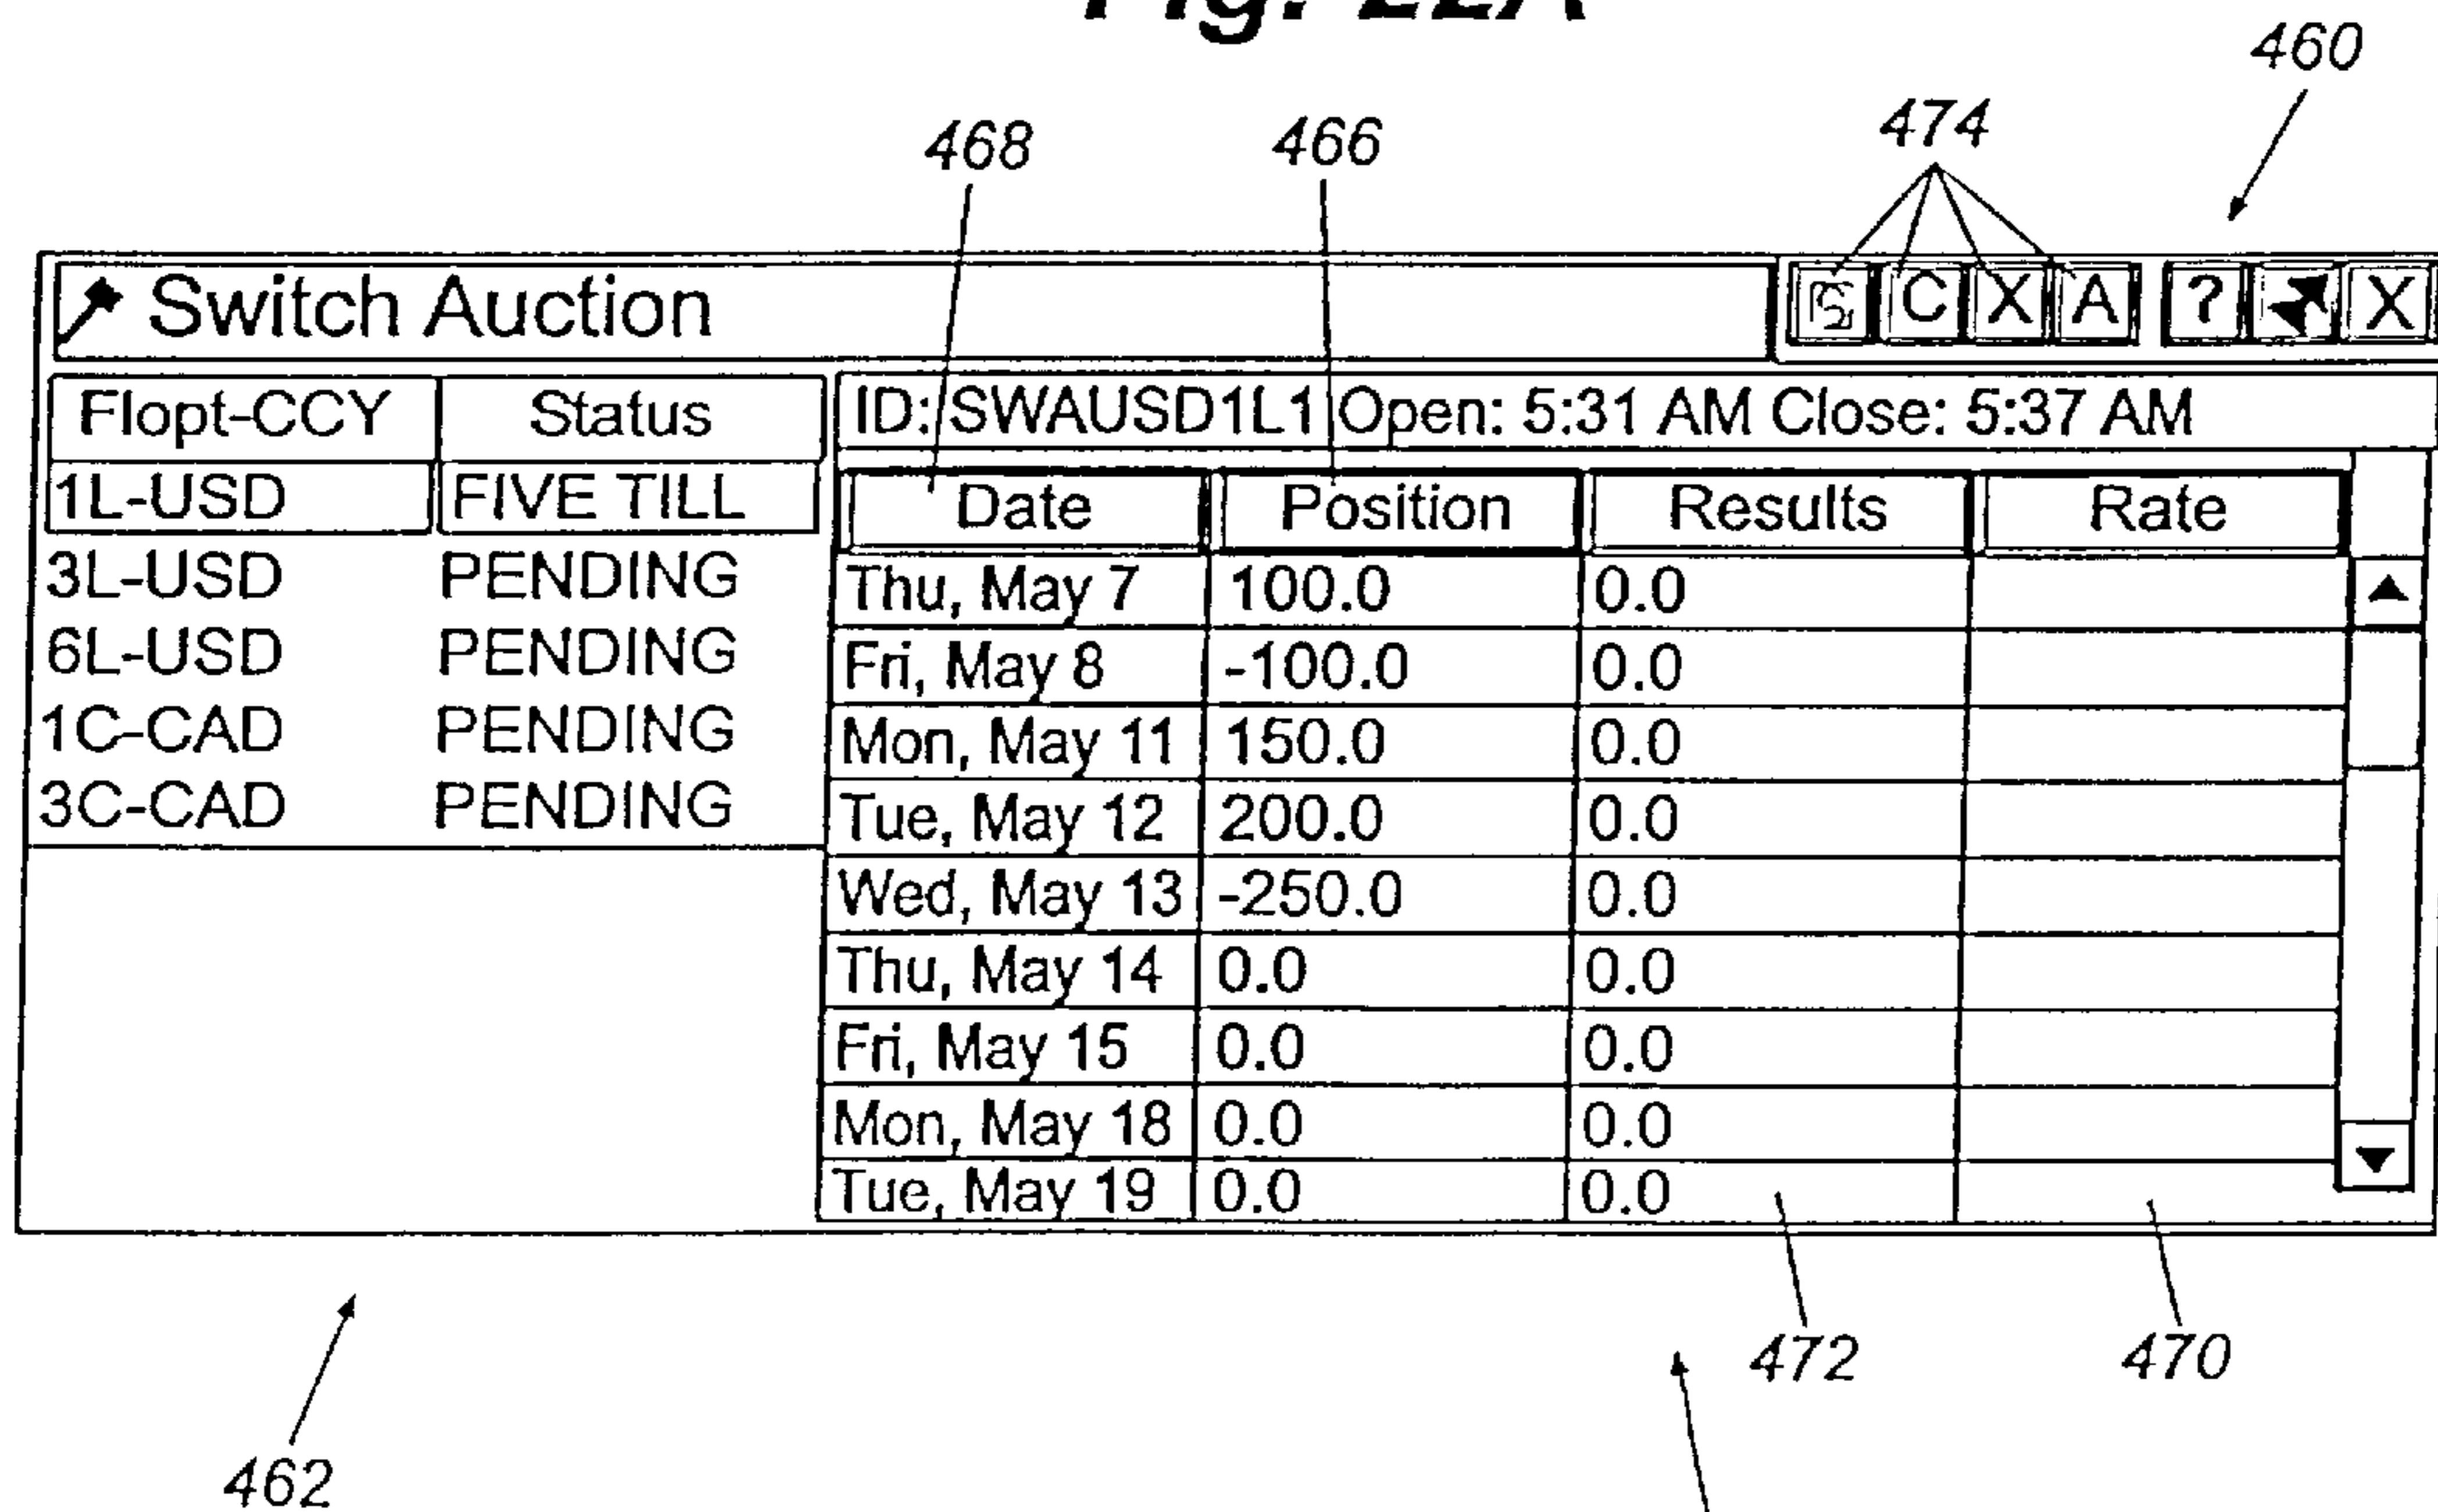 Fig. 22A
460
468 466 474
Switch Auction C X A ? X
Flopt-CCY Status ID: SWAUSD1L1 Open: 5:31 AM Close: 5:37 AM
1L-USD FIVE TILL Date Position Results Rate
3L-USD PENDING Thu, May 7 100.0 0.0
6L-USD PENDING Fri, May 8 -100.0 0.0
1C-CAD PENDING Mon, May 11 150.0 0.0
3C-CAD PENDING Tue, May 12 200.0 0.0
Wed, May 13 -250.0 0.0
Thu, May 14 0.0 0.0
Fri, May 15 0.0 0.0
Mon, May 18 0.0 0.0
Tue, May 19 0.0 0.0
472 470
462